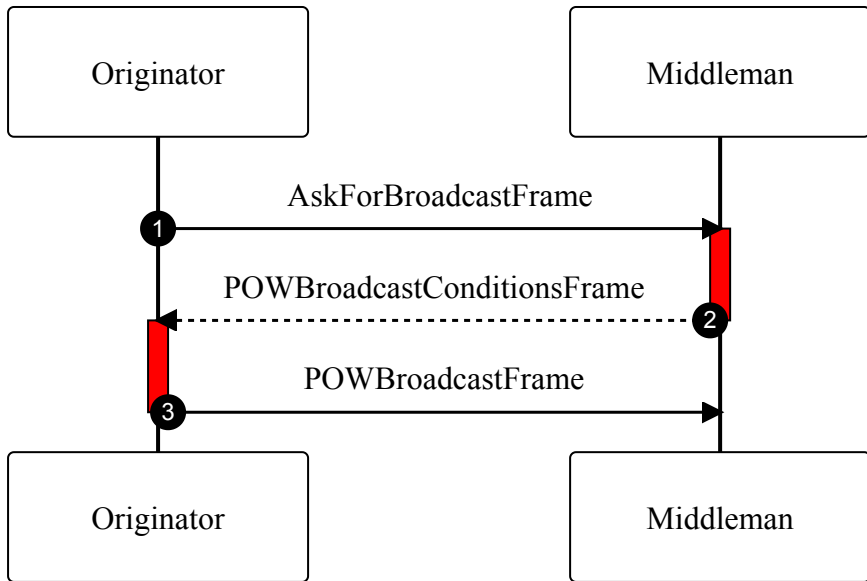 Originator
Middleman
AskForBroadcastFrame
1
POWBroadcastConditionsFrame
2
POWBroadcastFrame
3
Originator
Middleman